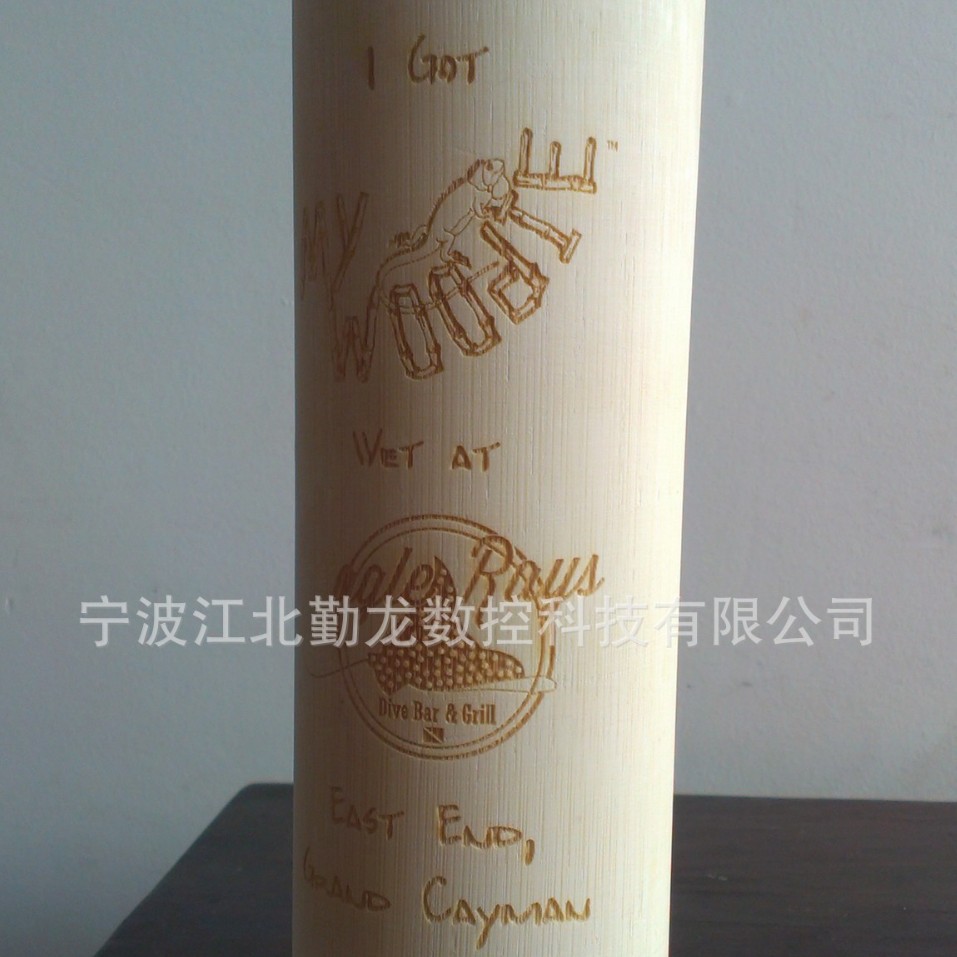 I GOT
MY WOODIE™
WET AT
Rays
宁波江北勤龙数控科技有限公司
Dive Bar & Grill
EAST END,
GRAND CAYMAN